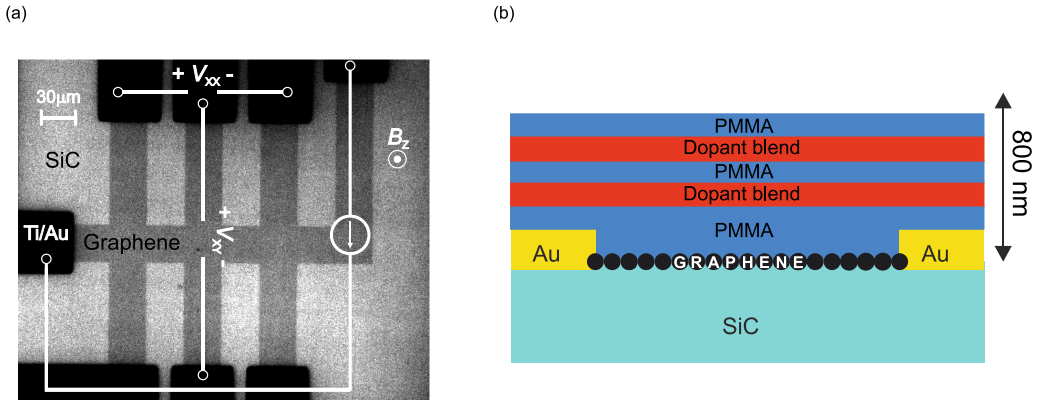 (a)
(b)
+ Vxx -
30μm
SiC
Bz
+ Vxy -
Ti/Au
Graphene
PMMA
Dopant blend
PMMA
Dopant blend
PMMA
Au
GRAPHENE
Au
SiC
800 nm